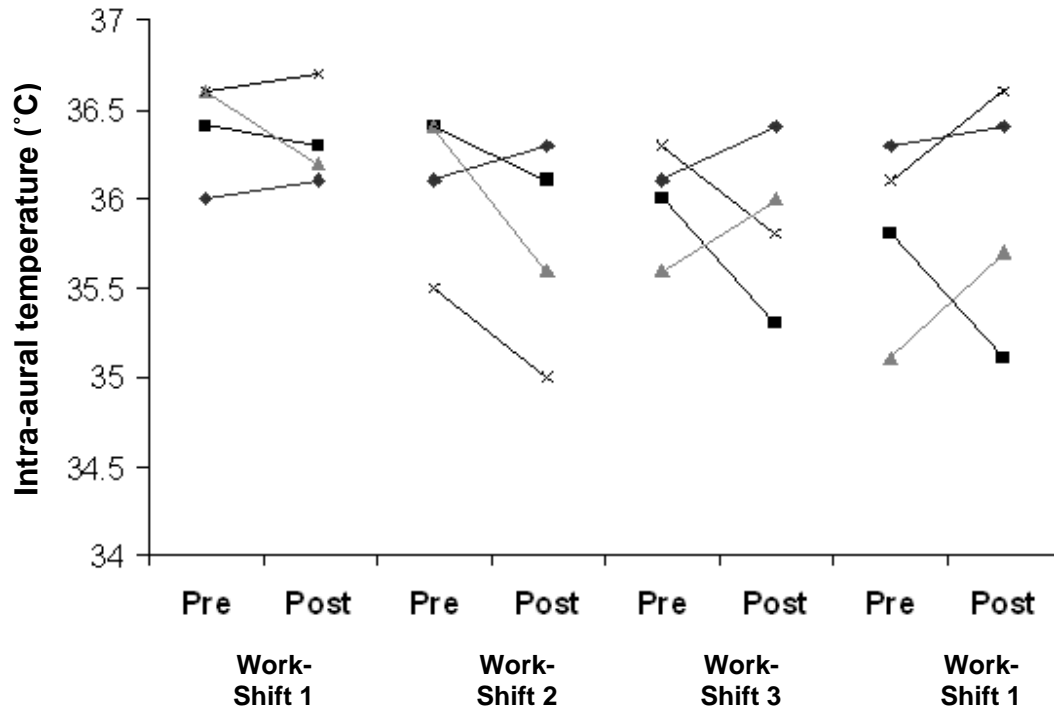 Intra-aural temperature (˚C)
37
36.5
36
35.5
35
34.5
34
Pre Post Pre Post Pre Post Pre Post
Work-
Shift 1
Work-
Shift 2
Work-
Shift 3
Work-
Shift 1